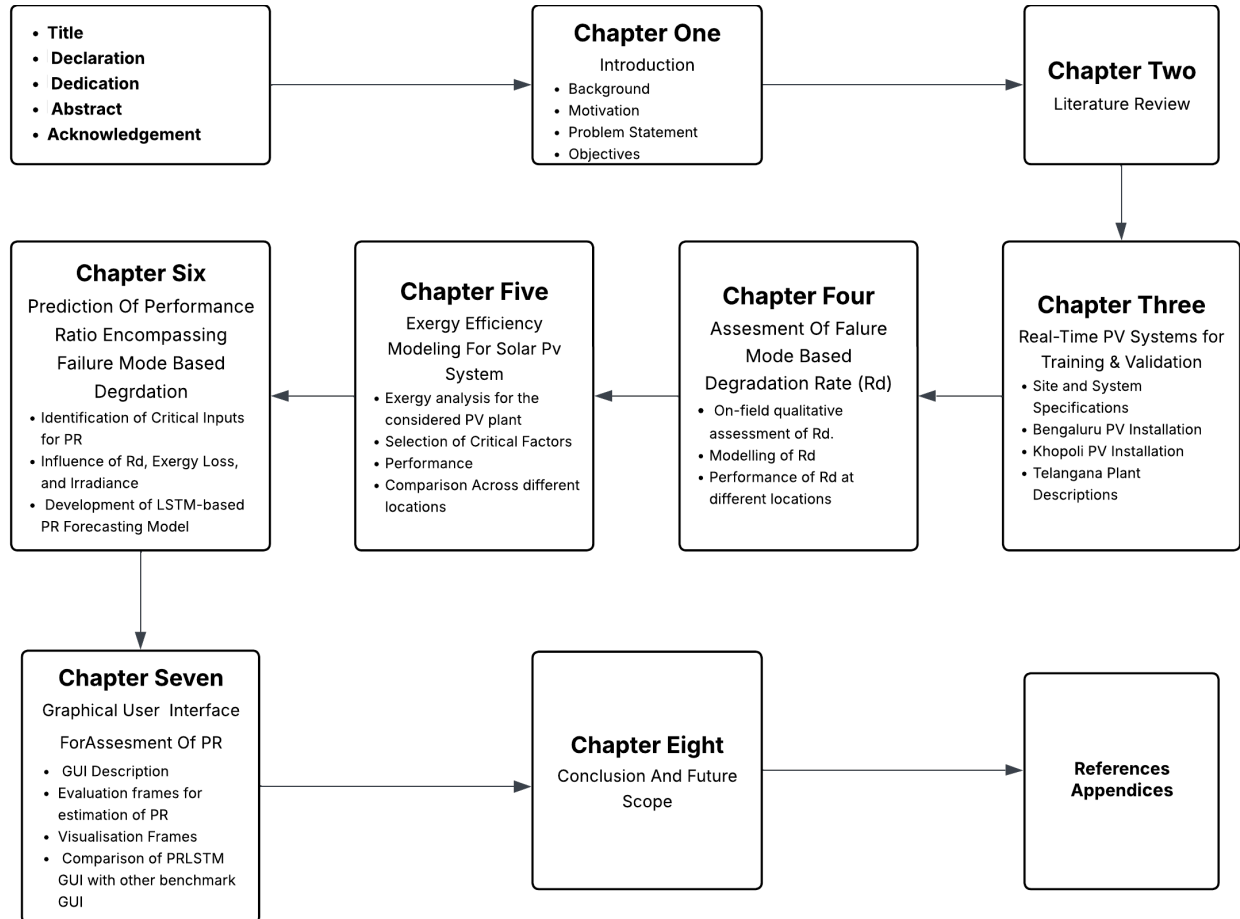 • Title
• Declaration
• Dedication
• Abstract
• Acknowledgement
Chapter One
Introduction
• Background
• Motivation
• Problem Statement
• Objectives
Chapter Two
Literature Review
Chapter Three
Real-Time PV Systems for
Training & Validation
• Site and System
Specifications
• Bengaluru PV Installation
• Khopoli PV Installation
• Telangana Plant
Descriptions
Chapter Four
Assesment Of Falure
Mode Based
Degradation Rate (Rd)
• On-field qualitative
assessment of Rd.
• Modelling of Rd
• Performance of Rd at
different locations
Chapter Five
Exergy Efficiency
Modeling For Solar Pv
System
• Exergy analysis for the
considered PV plant
• Selection of Critical Factors
• Performance
• Comparison Across different
locations
Chapter Six
Prediction Of Performance
Ratio Encompassing
Failure Mode Based
Degrdation
• Identification of Critical Inputs
for PR
• Influence of Rd, Exergy Loss,
and Irradiance
• Development of LSTM-based
PR Forecasting Model
Chapter Seven
Graphical User Interface
ForAssesment Of PR
• GUI Description
• Evaluation frames for
estimation of PR
• Visualisation Frames
• Comparison of PRLSTM
GUI with other benchmark
GUI
Chapter Eight
Conclusion And Future
Scope
References
Appendices